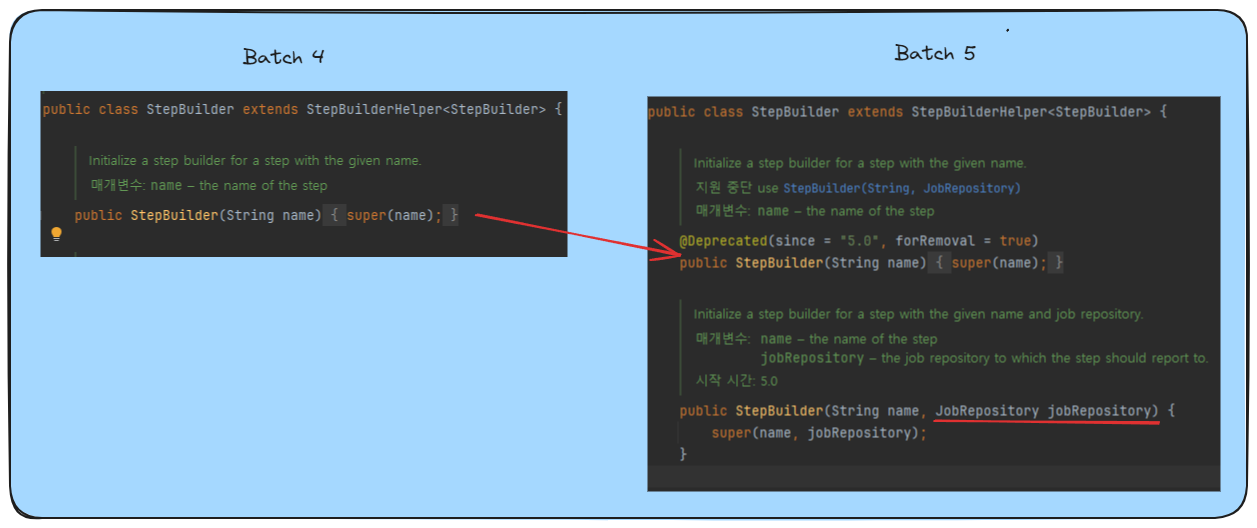 Batch 4
public class StepBuilder extends StepBuilderHelper<StepBuilder> {
Initialize a step builder for a step with the given name.
매개변수: name – the name of the step
public StepBuilder(String name) { super(name); }
Batch 5
public class StepBuilder extends StepBuilderHelper<StepBuilder> {
Initialize a step builder for a step with the given name.
지원 중단 use StepBuilder(String, JobRepository)
매개변수: name – the name of the step
@Deprecated(since = "5.0", forRemoval = true)
public StepBuilder(String name) { super(name); }
Initialize a step builder for a step with the given name and job repository.
매개변수: name – the name of the step
jobRepository – the job repository to which the step should report to.
시작 시간: 5.0
public StepBuilder(String name, JobRepository jobRepository) {
super(name, jobRepository);
}